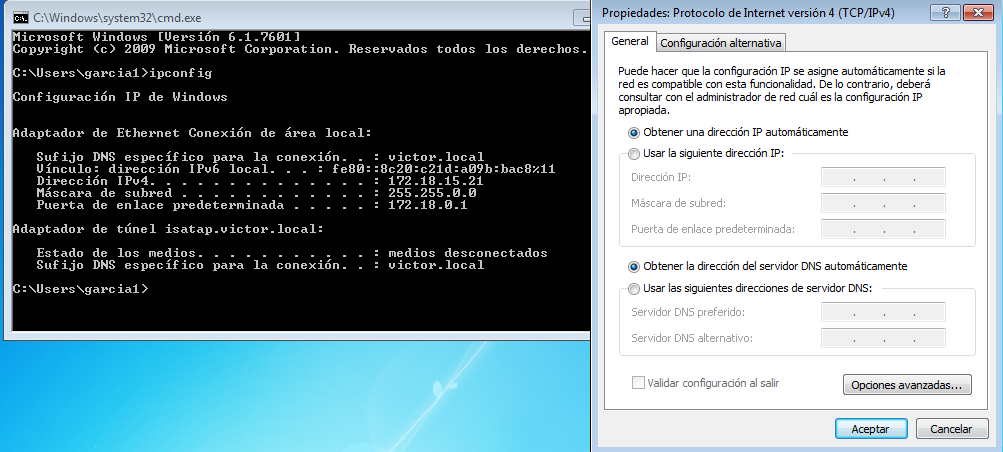 C:\Windows\system32\cmd.exe
Microsoft Windows [Versión 6.1.7601]
Copyright (c) 2009 Microsoft Corporation. Reservados todos los derechos.
C:\Users\garcia1>ipconfig
Configuración IP de Windows
Adaptador de Ethernet Conexión de área local:
Sufijo DNS específico para la conexión. . : victor.local
Vínculo: dirección IPv6 local. . . : fe80::8c20:c21d:a09b:bac8%11
Dirección IPv4. . . . . . . . . . . . . . : 172.18.15.21
Máscara de subred . . . . . . . . . . . . : 255.255.0.0
Puerta de enlace predeterminada . . . . . : 172.18.0.1
Adaptador de túnel isatap.victor.local:
Estado de los medios. . . . . . . . . . . : medios desconectados
Sufijo DNS específico para la conexión. . : victor.local
C:\Users\garcia1>
Propiedades: Protocolo de Internet versión 4 (TCP/IPv4)
General
Configuración alternativa
Puede hacer que la configuración IP se asigne automáticamente si la
red es compatible con esta funcionalidad. De lo contrario, deberá
consultar con el administrador de red cuál es la configuración IP
apropiada.
Obtener una dirección IP automáticamente
Usar la siguiente dirección IP:
Dirección IP:
Máscara de subred:
Puerta de enlace predeterminada:
Obtener la dirección del servidor DNS automáticamente
Usar las siguientes direcciones de servidor DNS:
Servidor DNS preferido:
Servidor DNS alternativo:
Validar configuración al salir
Opciones avanzadas...
Aceptar
Cancelar